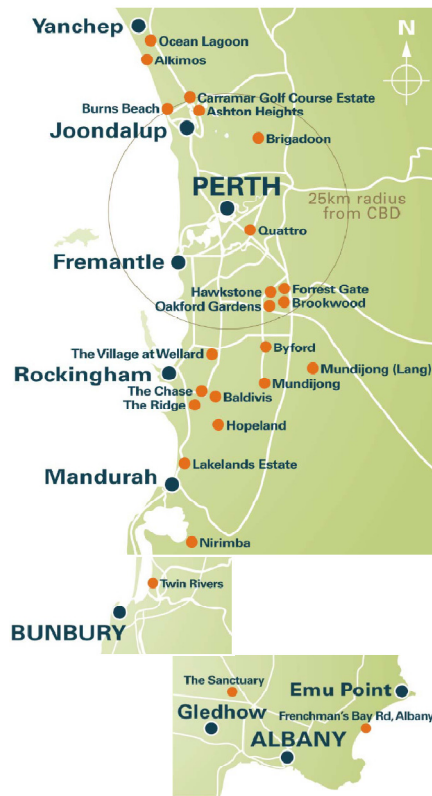 Yanchep
N
Ocean Lagoon
Alkimos
Carramar Golf Course Estate
Burns Beach
Ashton Heights
Joondalup
Brigadoon
PERTH
25km radius
from CBD
Quattro
Fremantle
Hawkstone
Forrest Gate
Oakford Gardens
Brookwood
The Village at Wellard
Byford
Rockingham
Mundijong (Lang)
The Chase
Mundijong
Baldivis
The Ridge
Hopeland
Lakelands Estate
Mandurah
Nirimba
Twin Rivers
BUNBURY
The Sanctuary
Emu Point
Gledhow
Frenchman's Bay Rd, Albany
ALBANY